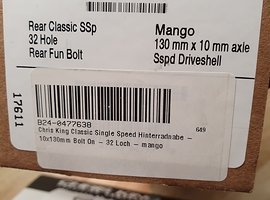 Rear Classic SSp
32 Hole
Rear Fun Bolt
Mango
130 mm x 10 mm axle
Sspd Driveshell
17611
B24-0477638
Chris King Classic Single Speed Hinterradnabe – 649
10x130mm Bolt On – 32 Loch – mango